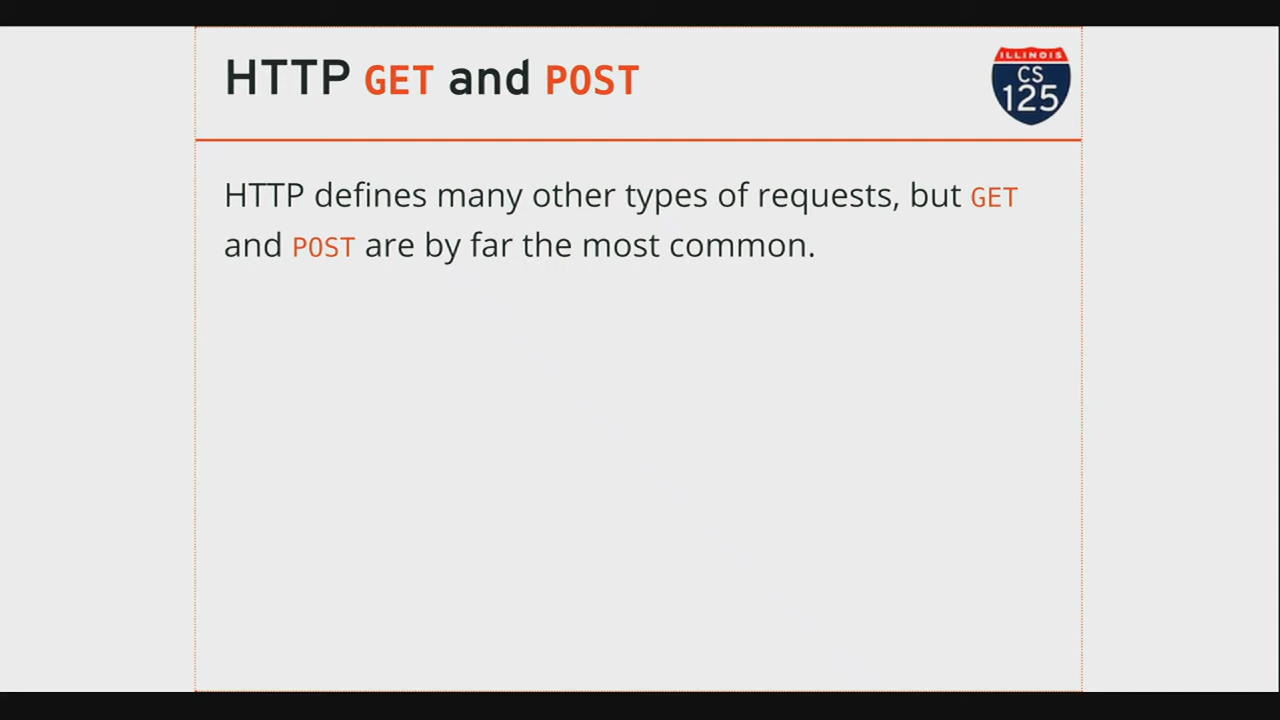 HTTP GET and POST
ILLINOIS
CS
125
HTTP defines many other types of requests, but GET
and POST are by far the most common.